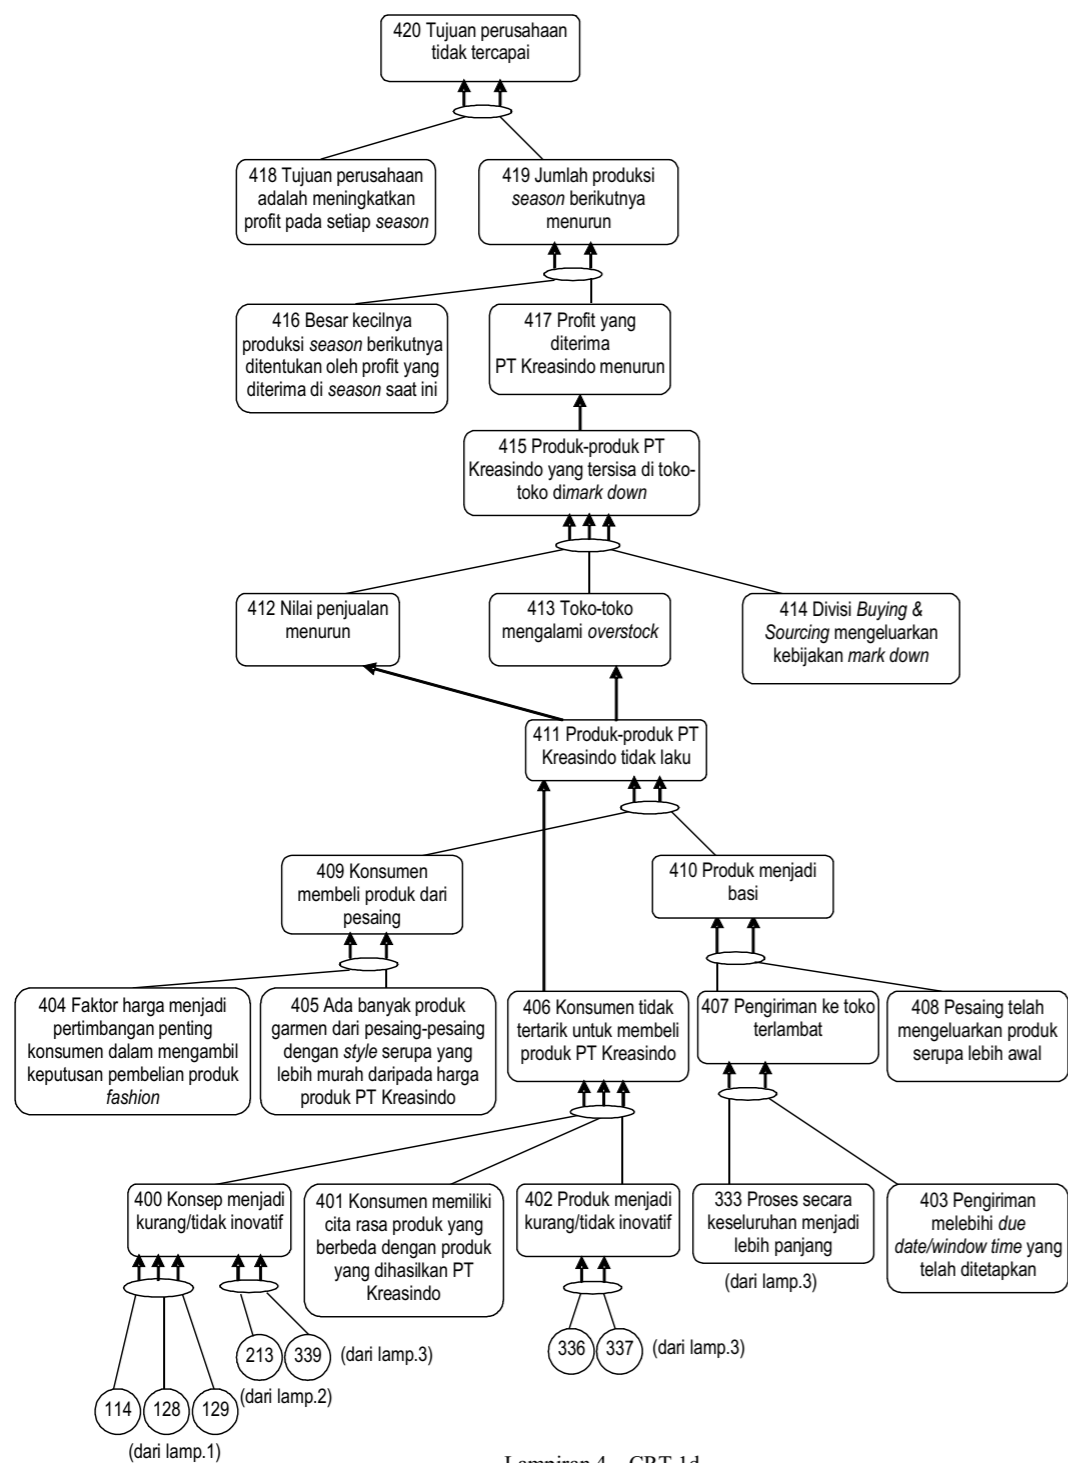 420 Tujuan perusahaan
tidak tercapai
418 Tujuan perusahaan
adalah meningkatkan
profit pada setiap season
419 Jumlah produksi
season berikutnya
menurun
416 Besar kecilnya
produksi season berikutnya
ditentukan oleh profit yang
diterima di season saat ini
417 Profit yang
diterima
PT Kreasindo menurun
415 Produk-produk PT
Kreasindo yang tersisa di toko-
toko dimark down
412 Nilai penjualan
menurun
413 Toko-toko
mengalami overstock
414 Divisi Buying &
Sourcing mengeluarkan
kebijakan mark down
411 Produk-produk PT
Kreasindo tidak laku
409 Konsumen
membeli produk dari
pesaing
410 Produk menjadi
basi
404 Faktor harga menjadi
pertimbangan penting
konsumen dalam mengambil
keputusan pembelian produk
fashion
405 Ada banyak produk
garmen dari pesaing-pesaing
dengan style serupa yang
lebih murah daripada harga
produk PT Kreasindo
406 Konsumen tidak
tertarik untuk membeli
produk PT Kreasindo
407 Pengiriman ke toko
terlambat
408 Pesaing telah
mengeluarkan produk
serupa lebih awal
400 Konsep menjadi
kurang/tidak inovatif
401 Konsumen memiliki
cita rasa produk yang
berbeda dengan produk
yang dihasilkan PT
Kreasindo
402 Produk menjadi
kurang/tidak inovatif
333 Proses secara
keseluruhan menjadi
lebih panjang
(dari lamp.3)
403 Pengiriman
melebihi due
date/window time yang
telah ditetapkan
213 339 (dari lamp.3)
(dari lamp.2)
336 337 (dari lamp.3)
114 128 129
(dari lamp.1)
Lampiran 4 CRT 1d